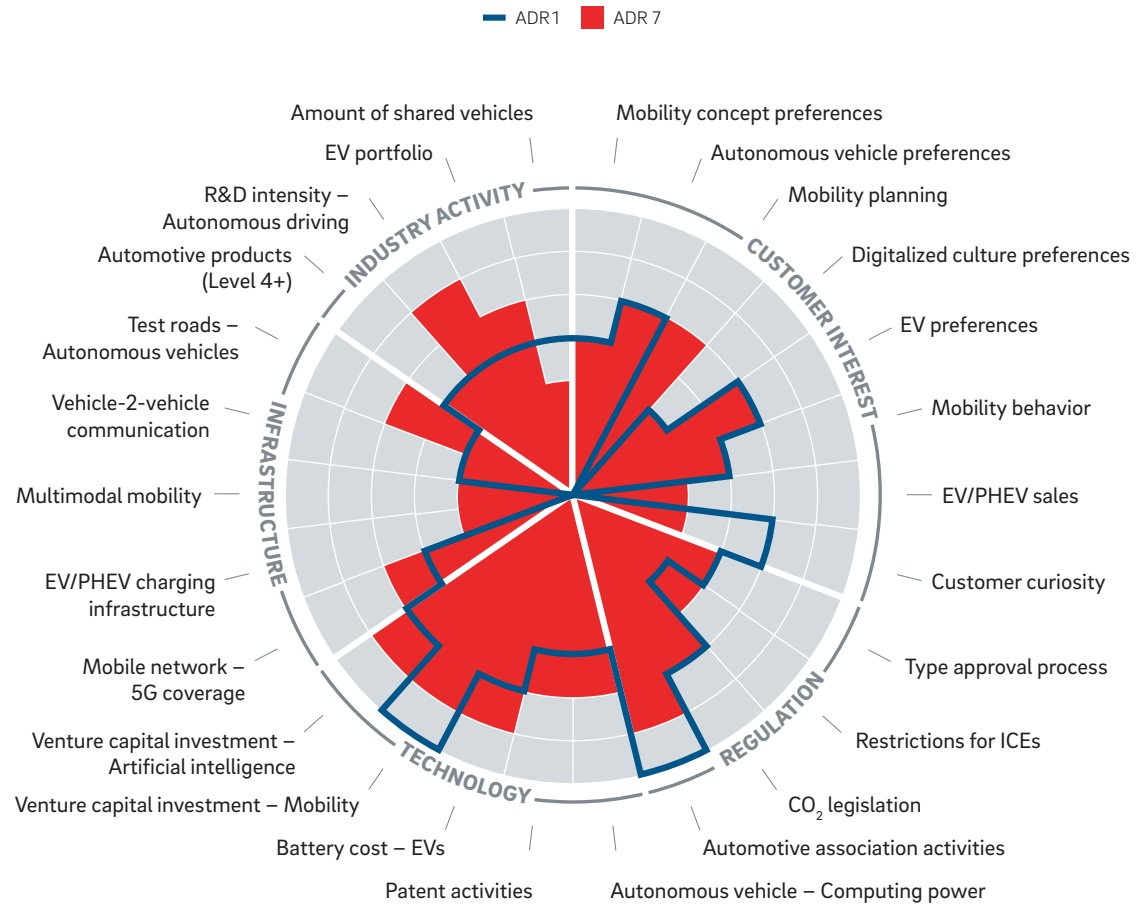 ADR 1 ADR 7
Amount of shared vehicles
Mobility concept preferences
EV portfolio
Autonomous vehicle preferences
R&D intensity –
Autonomous driving
Mobility planning
Automotive products
(Level 4+)
Digitalized culture preferences
Test roads –
Autonomous vehicles
EV preferences
Vehicle-2-vehicle
communication
Mobility behavior
Multimodal mobility
EV/PHEV sales
EV/PHEV charging
infrastructure
Customer curiosity
Mobile network –
5G coverage
Type approval process
Venture capital investment –
Artificial intelligence
Restrictions for ICEs
Venture capital investment – Mobility
CO2 legislation
Battery cost – EVs
Automotive association activities
Patent activities
Autonomous vehicle – Computing power
INDUSTRY ACTIVITY
CUSTOMER INTEREST
INFRASTRUCTURE
TECHNOLOGY
REGULATION